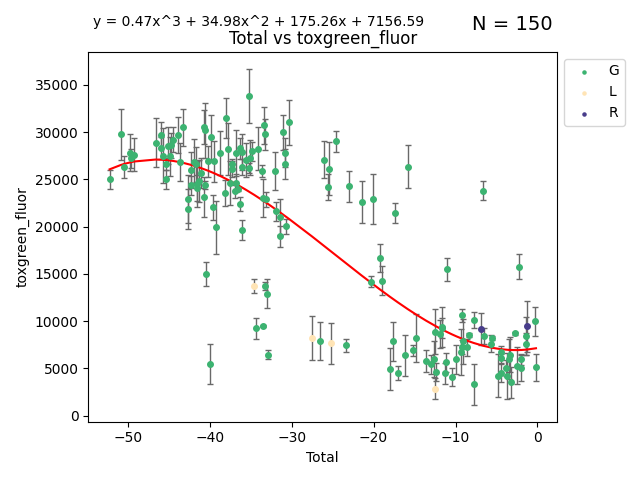 y = 0.47x^3 + 34.98x^2 + 175.26x + 7156.59
N = 150
Total vs toxgreen_fluor
35000
30000
25000
20000
15000
10000
5000
0
toxgreen_fluor
−50
−40
−30
−20
−10
0
Total
G
L
R